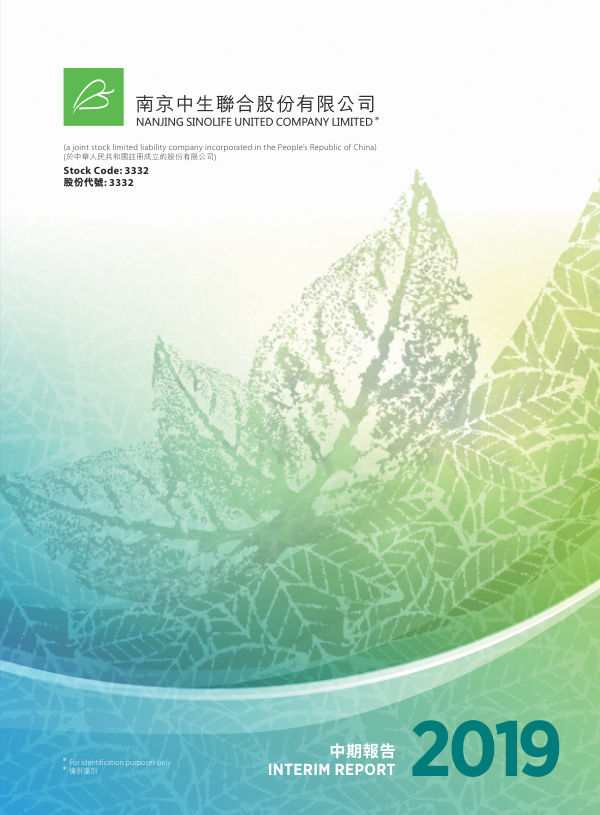 南京中生聯合股份有限公司
NANJING SINOLIFE UNITED COMPANY LIMITED*
(a joint stock limited liability company incorporated in the People's Republic of China)
(於中華人民共和國註冊成立的股份有限公司)
Stock Code: 3332
股份代號: 3332
中期報告
INTERIM REPORT
2019
* For identification purposes only
* 僅供識別